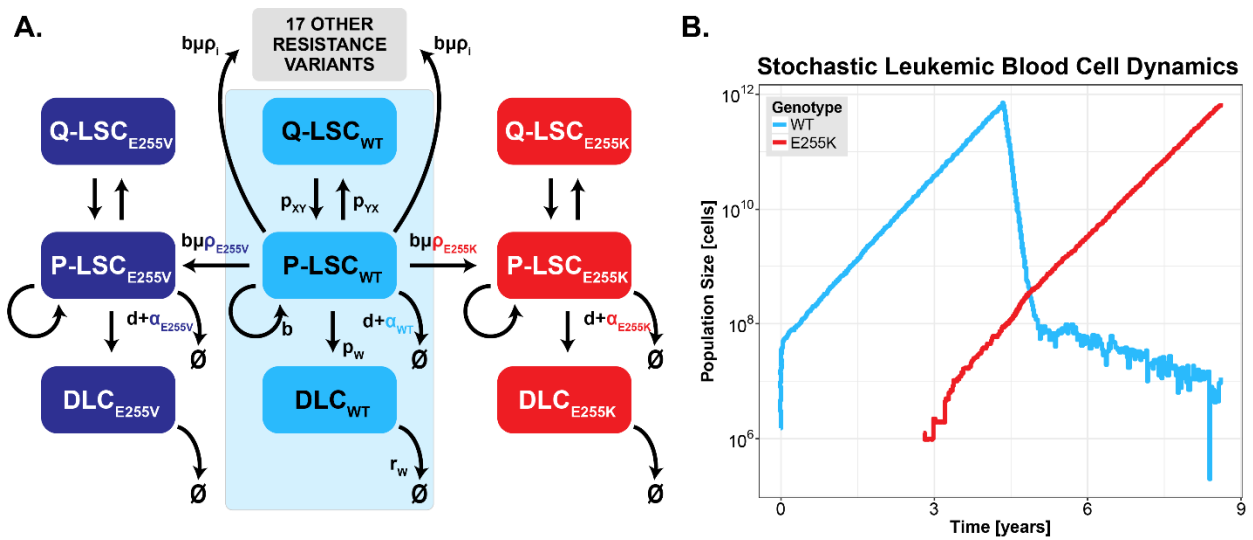 A.
17 OTHER
RESISTANCE
VARIANTS
bμρi
bμρi
Q-LSCE255V
Q-LSCWT
Q-LSCE255K
pXY
pYX
bμρE255V
bμρE255K
P-LSCE255V
P-LSCWT
P-LSCE255K
d+αE255V
b
d+αWT
d+αE255K
pW
Ø
Ø
Ø
DLCE255V
DLCWT
DLCE255K
rW
Ø
Ø
Ø
B.
Stochastic Leukemic Blood Cell Dynamics
Population Size [cells]
10^12
10^10
10^8
10^6
Genotype
WT
E255K
0 3 6 9
Time [years]